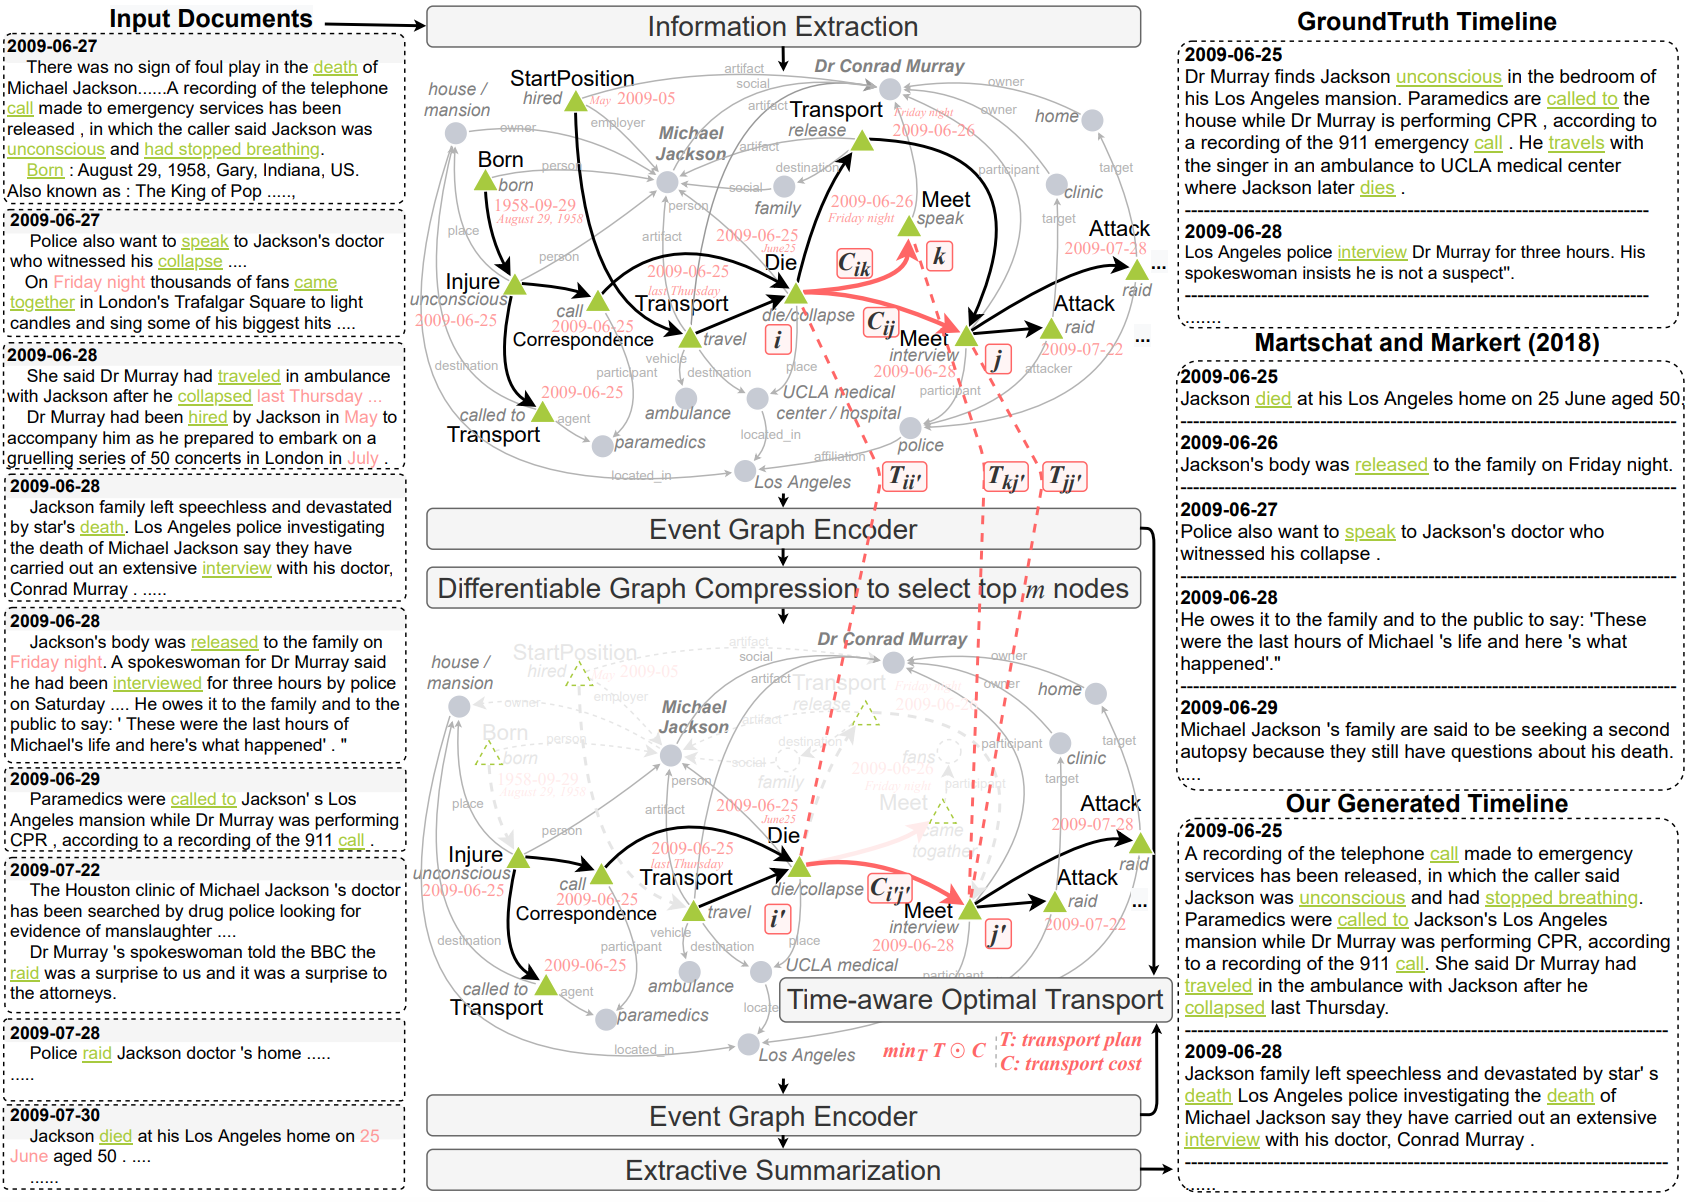 Input Documents
2009-06-27
There was no sign of foul play in the death of
Michael Jackson......A recording of the telephone
call made to emergency services has been
released , in which the caller said Jackson was
unconscious and had stopped breathing.
Born : August 29, 1958, Gary, Indiana, US.
Also known as : The King of Pop ....,
2009-06-27
Police also want to speak to Jackson's doctor
who witnessed his collapse ....
On Friday night thousands of fans came
together in London's Trafalgar Square to light
candles and sing some of his biggest hits ....
2009-06-28
She said Dr Murray had traveled in ambulance
with Jackson after he collapsed last Thursday ...
Dr Murray had been hired by Jackson in May to
accompany him as he prepared to embark on a
gruelling series of 50 concerts in London in July .
2009-06-28
Jackson family left speechless and devastated
by star's death. Los Angeles police investigating
the death of Michael Jackson say they have
carried out an extensive interview with his doctor,
Conrad Murray . .....
2009-06-28
Jackson's body was released to the family on
Friday night. A spokeswoman for Dr Murray said
he had been interviewed for three hours by police
on Saturday .... He owes it to the family and to the
public to say: ' These were the last hours of
Michael's life and here's what happened' . "
2009-06-29
Paramedics were called to Jackson' s Los
Angeles mansion while Dr Murray was performing
CPR , according to a recording of the 911 call .
2009-07-22
The Houston clinic of Michael Jackson 's doctor
has been searched by drug police looking for
evidence of manslaughter ....
Dr Murray 's spokeswoman told the BBC the
raid was a surprise to us and it was a surprise to
the attorneys.
2009-07-28
Police raid Jackson doctor 's home .....
.....
2009-07-30
Jackson died at his Los Angeles home on 25
June aged 50 . ....
......
Information Extraction
house /
mansion
StartPosition
hired
May 2009-05
artifact
social
Dr Conrad Murray
owner
artifact
Transport
release
Friday night
2009-06-26
owner
home
employer
owner
Michael
Jackson
artifact
Born
born
person
1958-09-29
August 29, 1958
destination
social
family
participant
target
clinic
target
person
2009-06-26
Friday night
Meet
speak
place
artifact
2009-06-25
June25
Attack
2009-07-28
...
raid
person
Die
C_ik
k
Injure
unconscious
2009-06-25
2009-06-25
last Thursday
Transport
call
2009-06-25
Correspondence
die/collapse
C_ij
Attack
raid
2009-07-22
...
travel
i
Meet
interview
2009-06-28
j
attacker
destination
vehicle
participant
destination
place
participant
2009-06-25
called to
Transport
agent
ambulance
UCLA medical
center / hospital
paramedics
located_in
police
affiliation
located_in
Los Angeles
T_ii'
T_kj'
T_jj'
Event Graph Encoder
Differentiable Graph Compression to select top m nodes
house /
mansion
StartPosition
hired
May 2009-05
artifact
social
Dr Conrad Murray
owner
artifact
Transport
release
Friday night
owner
home
employer
owner
Michael
Jackson
artifact
Born
born
person
1958-09-29
August 29, 1958
destination
social
family
fans
participant
target
clinic
target
person
2009-06-26
Friday night
participant
Meet
came
together
place
artifact
2009-06-25
June25
Attack
2009-07-28
raid
person
Die
Injure
unconscious
2009-06-25
2009-06-25
last Thursday
Transport
call
2009-06-25
Correspondence
die/collapse
C_i'j'
Attack
raid
2009-07-22
...
travel
i'
Meet
interview
2009-06-28
j'
destination
vehicle
participant
destination
place
participant
2009-06-25
called to
Transport
agent
ambulance
UCLA medical
paramedics
locate
located_in
Los Angeles
Time-aware Optimal Transport
min_T T ⊙ C
T: transport plan
C: transport cost
Event Graph Encoder
Extractive Summarization
GroundTruth Timeline
2009-06-25
Dr Murray finds Jackson unconscious in the bedroom of
his Los Angeles mansion. Paramedics are called to the
house while Dr Murray is performing CPR , according to
a recording of the 911 emergency call . He travels with
the singer in an ambulance to UCLA medical center
where Jackson later dies .
2009-06-28
Los Angeles police interview Dr Murray for three hours. His
spokeswoman insists he is not a suspect".
......
Martschat and Markert (2018)
2009-06-25
Jackson died at his Los Angeles home on 25 June aged 50
2009-06-26
Jackson's body was released to the family on Friday night.
2009-06-27
Police also want to speak to Jackson's doctor who
witnessed his collapse .
2009-06-28
He owes it to the family and to the public to say: 'These
were the last hours of Michael 's life and here 's what
happened'."
2009-06-29
Michael Jackson 's family are said to be seeking a second
autopsy because they still have questions about his death.
....
Our Generated Timeline
2009-06-25
A recording of the telephone call made to emergency
services has been released, in which the caller said
Jackson was unconscious and had stopped breathing.
Paramedics were called to Jackson's Los Angeles
mansion while Dr Murray was performing CPR, according
to a recording of the 911 call. She said Dr Murray had
traveled in the ambulance with Jackson after he
collapsed last Thursday.
2009-06-28
Jackson family left speechless and devastated by star' s
death Los Angeles police investigating the death of
Michael Jackson say they have carried out an extensive
interview with his doctor, Conrad Murray .
......